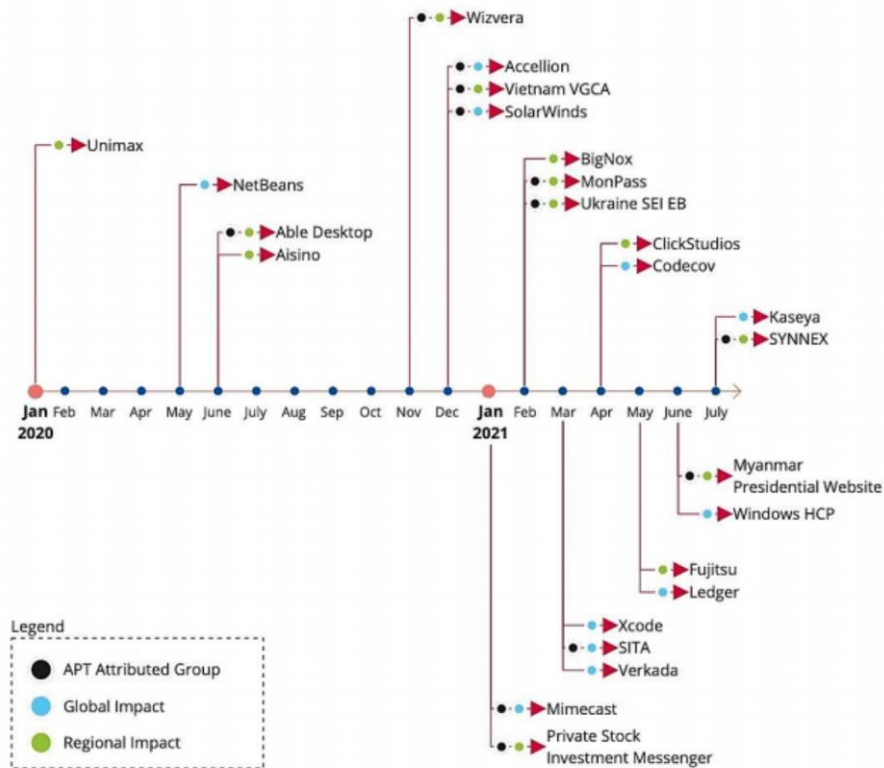 Wizvera
Accellion
Vietnam VGCA
SolarWinds
Unimax
BigNox
NetBeans
MonPass
Ukraine SEI EB
Able Desktop
Aisino
ClickStudios
Codecov
Kaseya
SYNNEX
Jan Feb Mar Apr May June July Aug Sep Oct Nov Dec Jan Feb Mar Apr May June July
2020 2021
Myanmar
Presidential Website
Windows HCP
Fujitsu
Ledger
Xcode
SITA
Verkada
Mimecast
Private Stock
Investment Messenger
Legend
APT Attributed Group
Global Impact
Regional Impact